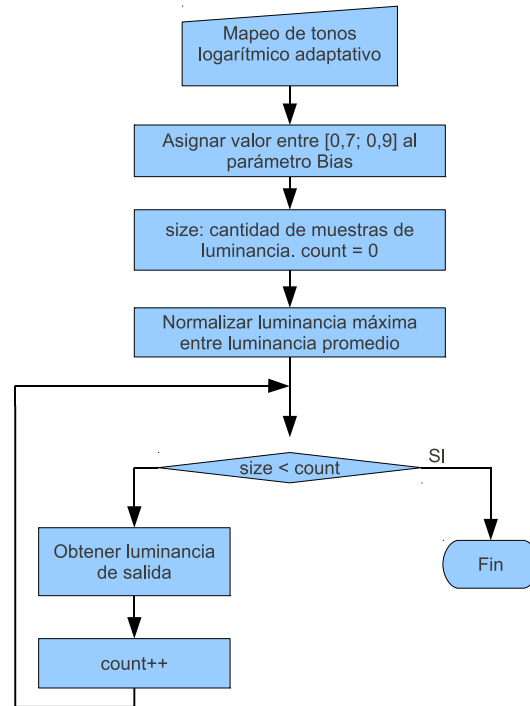 Mapeo de tonos
logarítmico adaptativo
Asignar valor entre [0,7; 0,9] al
parámetro Bias
size: cantidad de muestras de
luminancia. count = 0
Normalizar luminancia máxima
entre luminancia promedio
size < count
SI
Obtener luminancia
de salida
Fin
count++